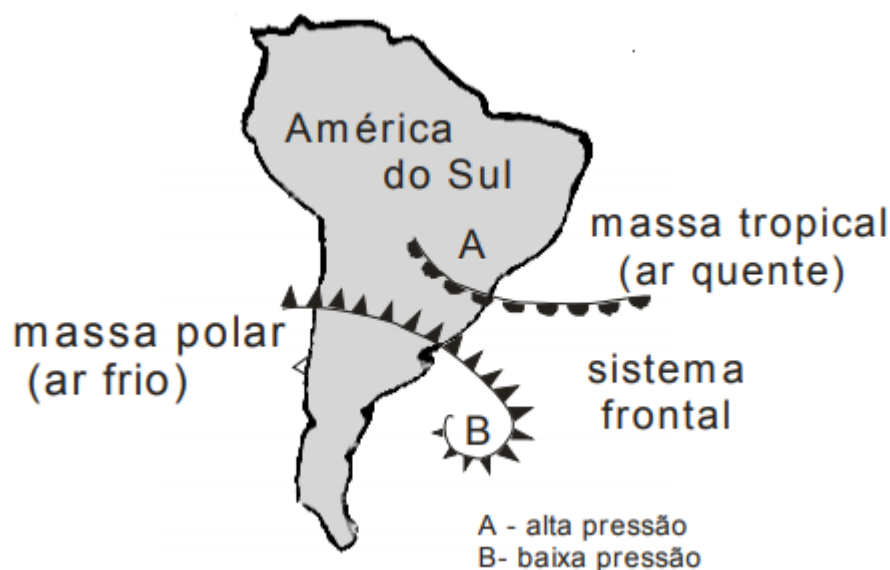 América
do Sul
A
massa tropical
(ar quente)
massa polar
(ar frio)
sistema
frontal
B
A - alta pressão
B- baixa pressão